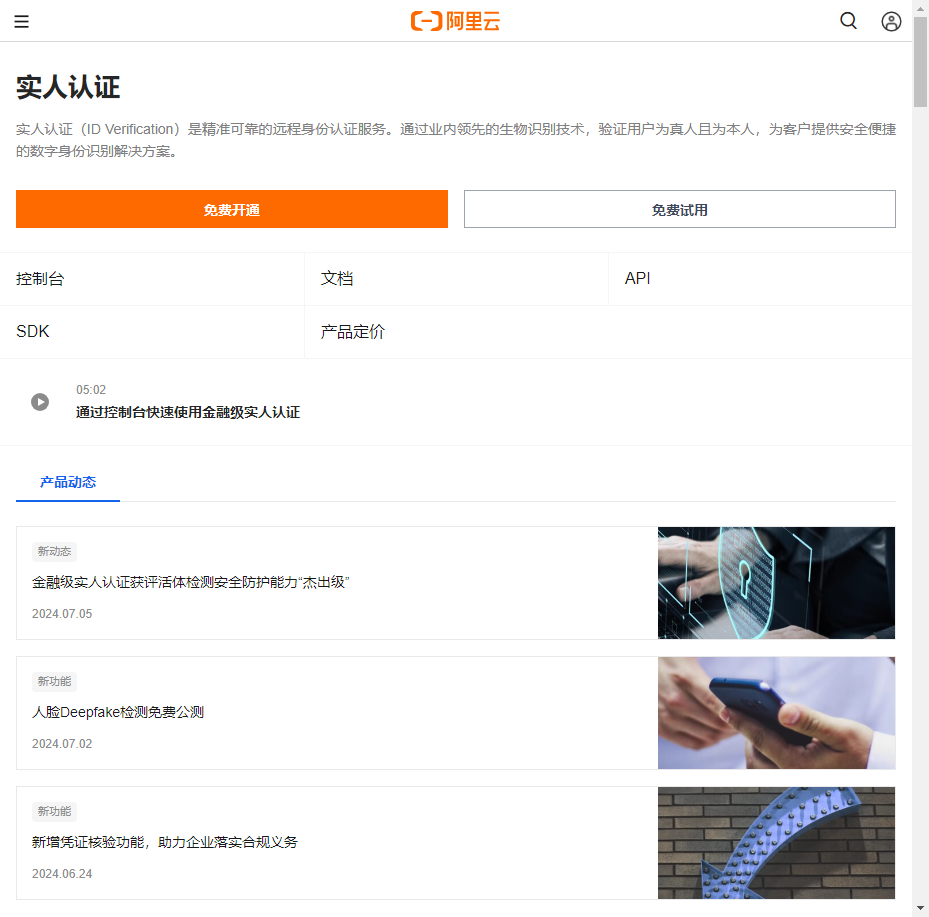 阿里云
实人认证
实人认证（ID Verification）是精准可靠的远程身份认证服务。通过业内领先的生物识别技术，验证用户为真人且为本人，为客户提供安全便捷
的数字身份识别解决方案。
免费开通
免费试用
控制台
文档
API
SDK
产品定价
05:02
通过控制台快速使用金融级实人认证
产品动态
新动态
金融级实人认证获评活体检测安全防护能力“杰出级”
2024.07.05
新功能
人脸Deepfake检测免费公测
2024.07.02
新功能
新增凭证核验功能，助力企业落实合规义务
2024.06.24